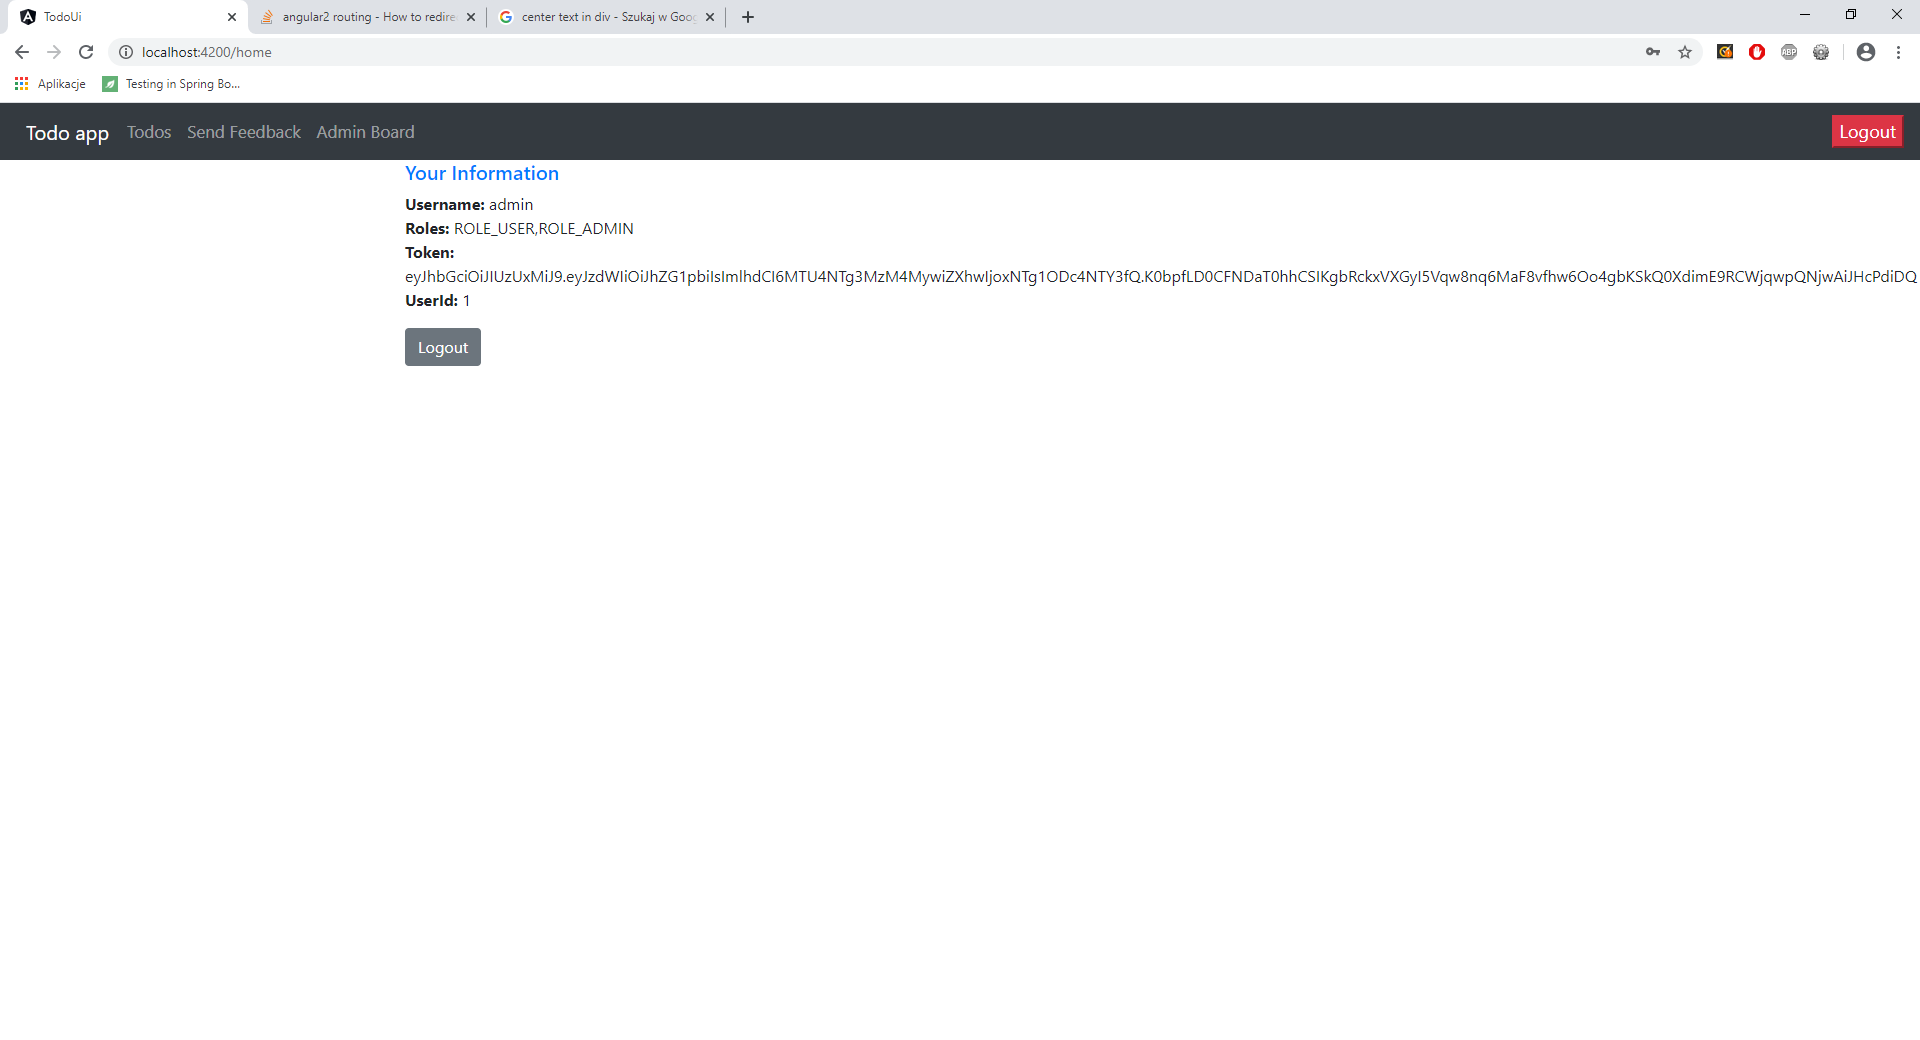 TodoUi
angular2 routing - How to redire
center text in div - Szukaj w Goog
localhost:4200/home
ABP
Aplikacje
Testing in Spring Bo...
Todo app Todos Send Feedback Admin Board Logout
Your Information
Username: admin
Roles: ROLE_USER,ROLE_ADMIN
Token:
eyJhbGciOiJIUzUxMiJ9.eyJzdWIiOiJhZG1pbiIsImlhdCI6MTU4NTg3MzM4MywiZXhwIjoxNTg1ODc4NTY3fQ.K0bpfLD0CFNDaT0hhCSIKgbRckxVXGyI5Vqw8nq6MaF8vfhw6Oo4gbKSkQ0XdimE9RCWjqwpQNjwAiJHcPdiDQ
UserId: 1
Logout